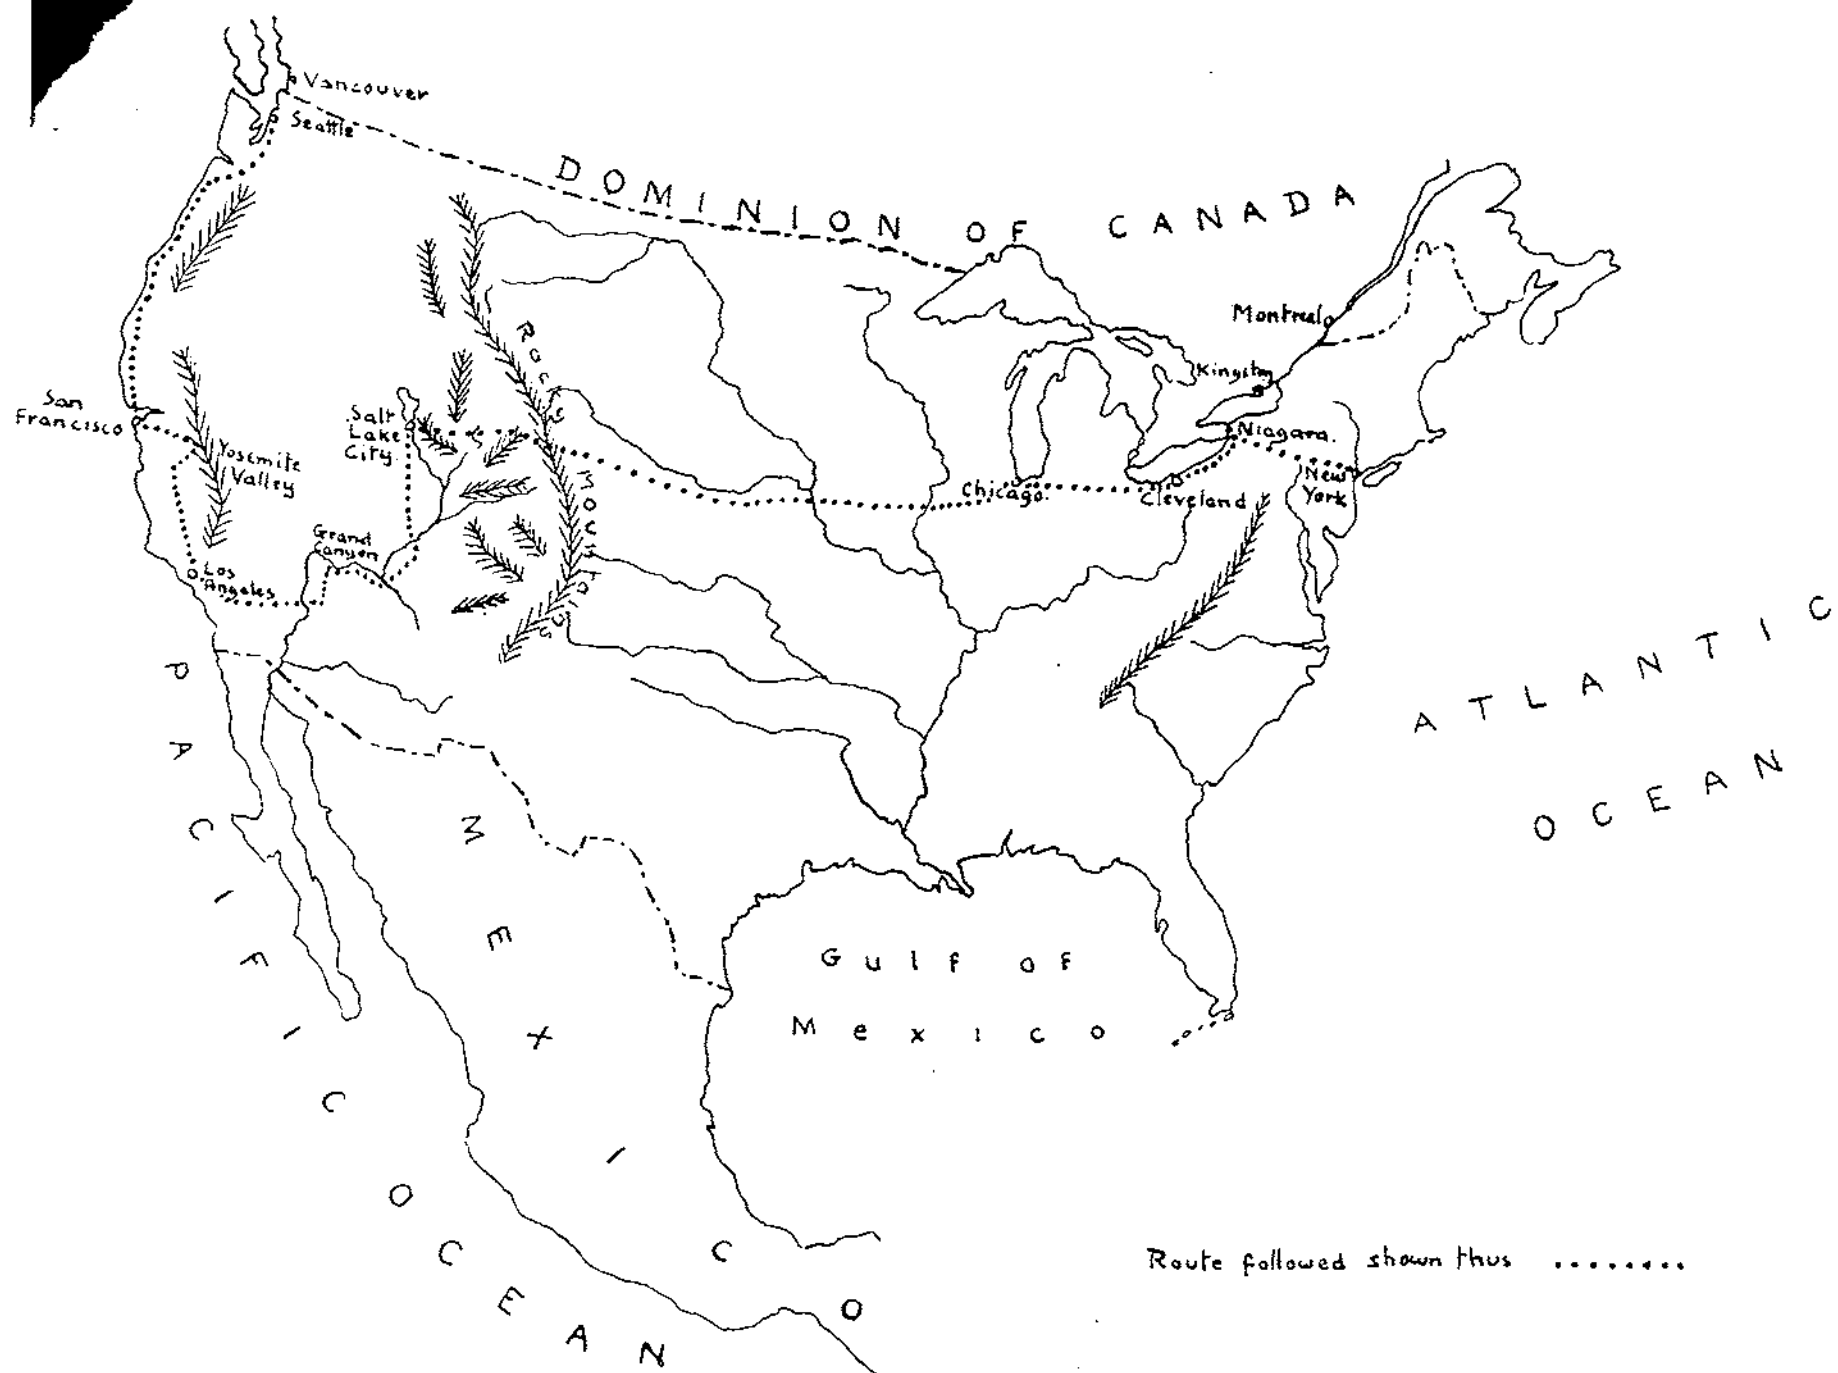 Vancouver
Seattle
DOMINION OF CANADA
Montreal
Kingston
San
Francisco
Yosemite
Valley
Salt
Lake
City.
ROCKY MOUNTAINS
Grand
Canyon
Los
Angeles
Chicago.
Cleveland
Niagara.
New
York
ATLANTIC
OCEAN
PACIFIC OCEAN
MEXICO
Gulf of
Mexico
Route followed shown thus ........